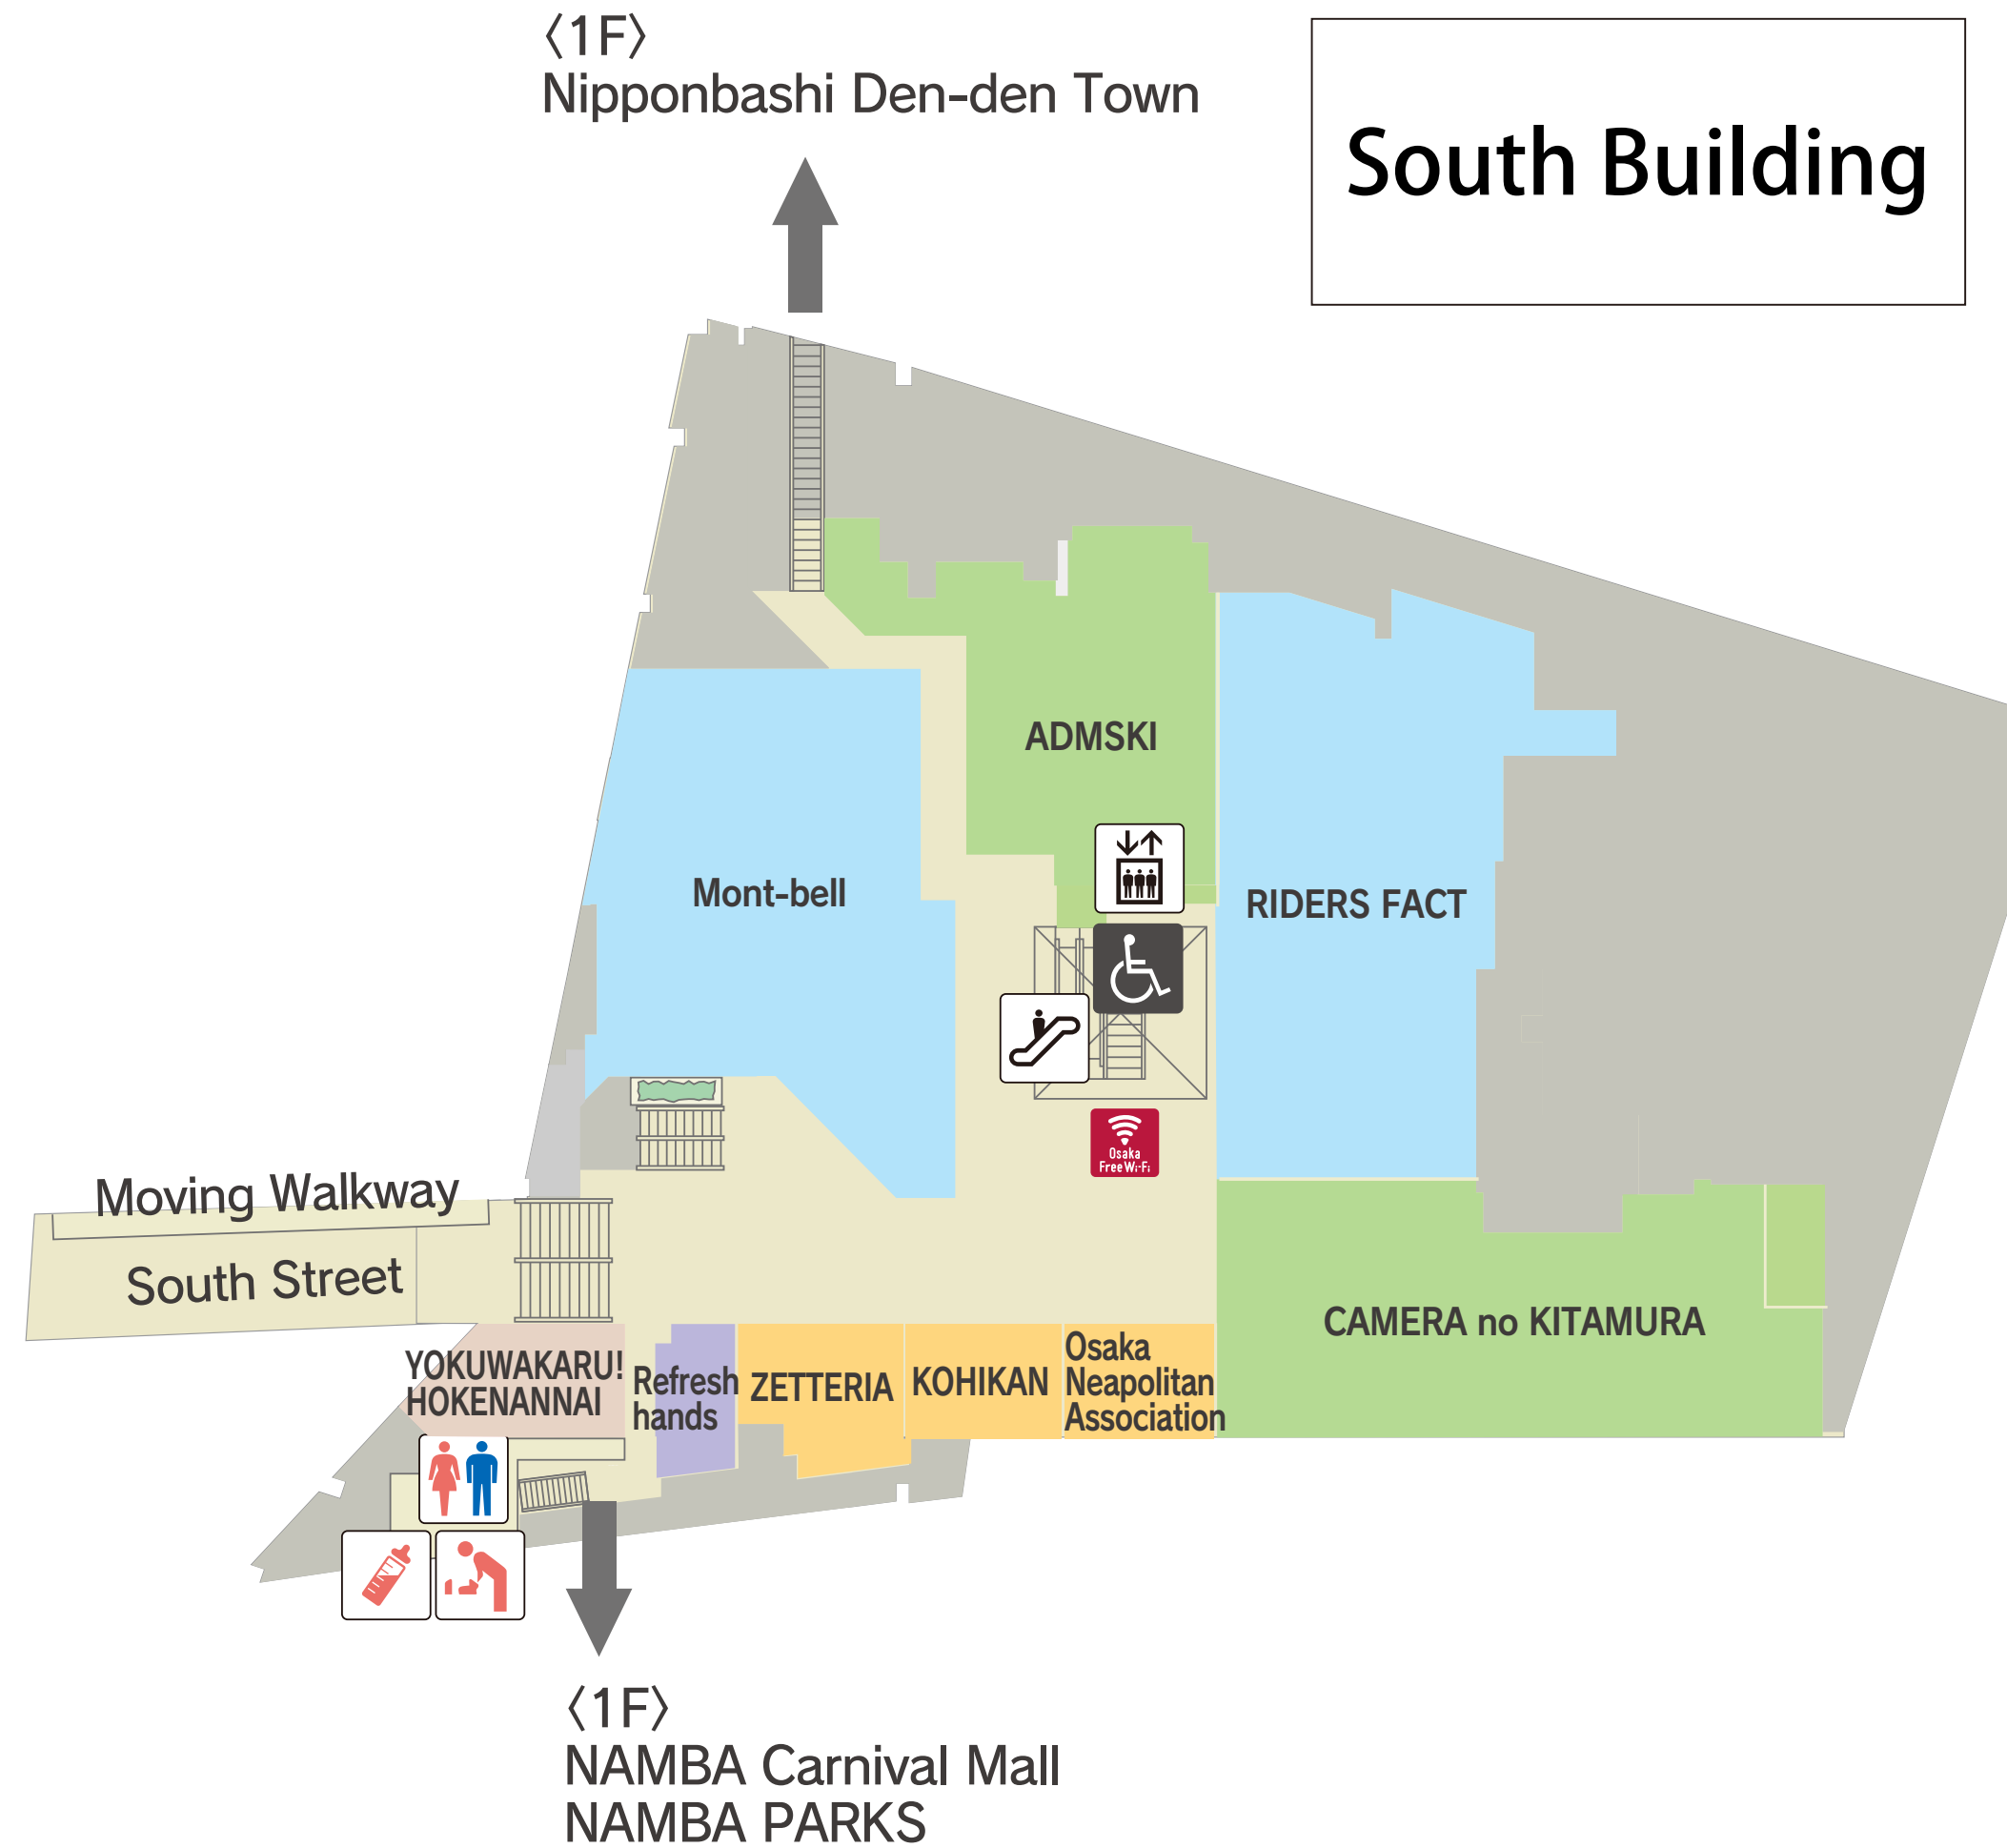 〈1F〉
Nipponbashi Den-den Town
South Building
ADMSKI
Mont-bell
RIDERS FACT
Osaka
Free Wi-Fi
Moving Walkway
South Street
CAMERA no KITAMURA
YOKUWAKARU!
HOKENANNAI
Refresh
hands
ZETTERIA
KOHIKAN
Osaka
Neapolitan
Association
〈1F〉
NAMBA Carnival Mall
NAMBA PARKS